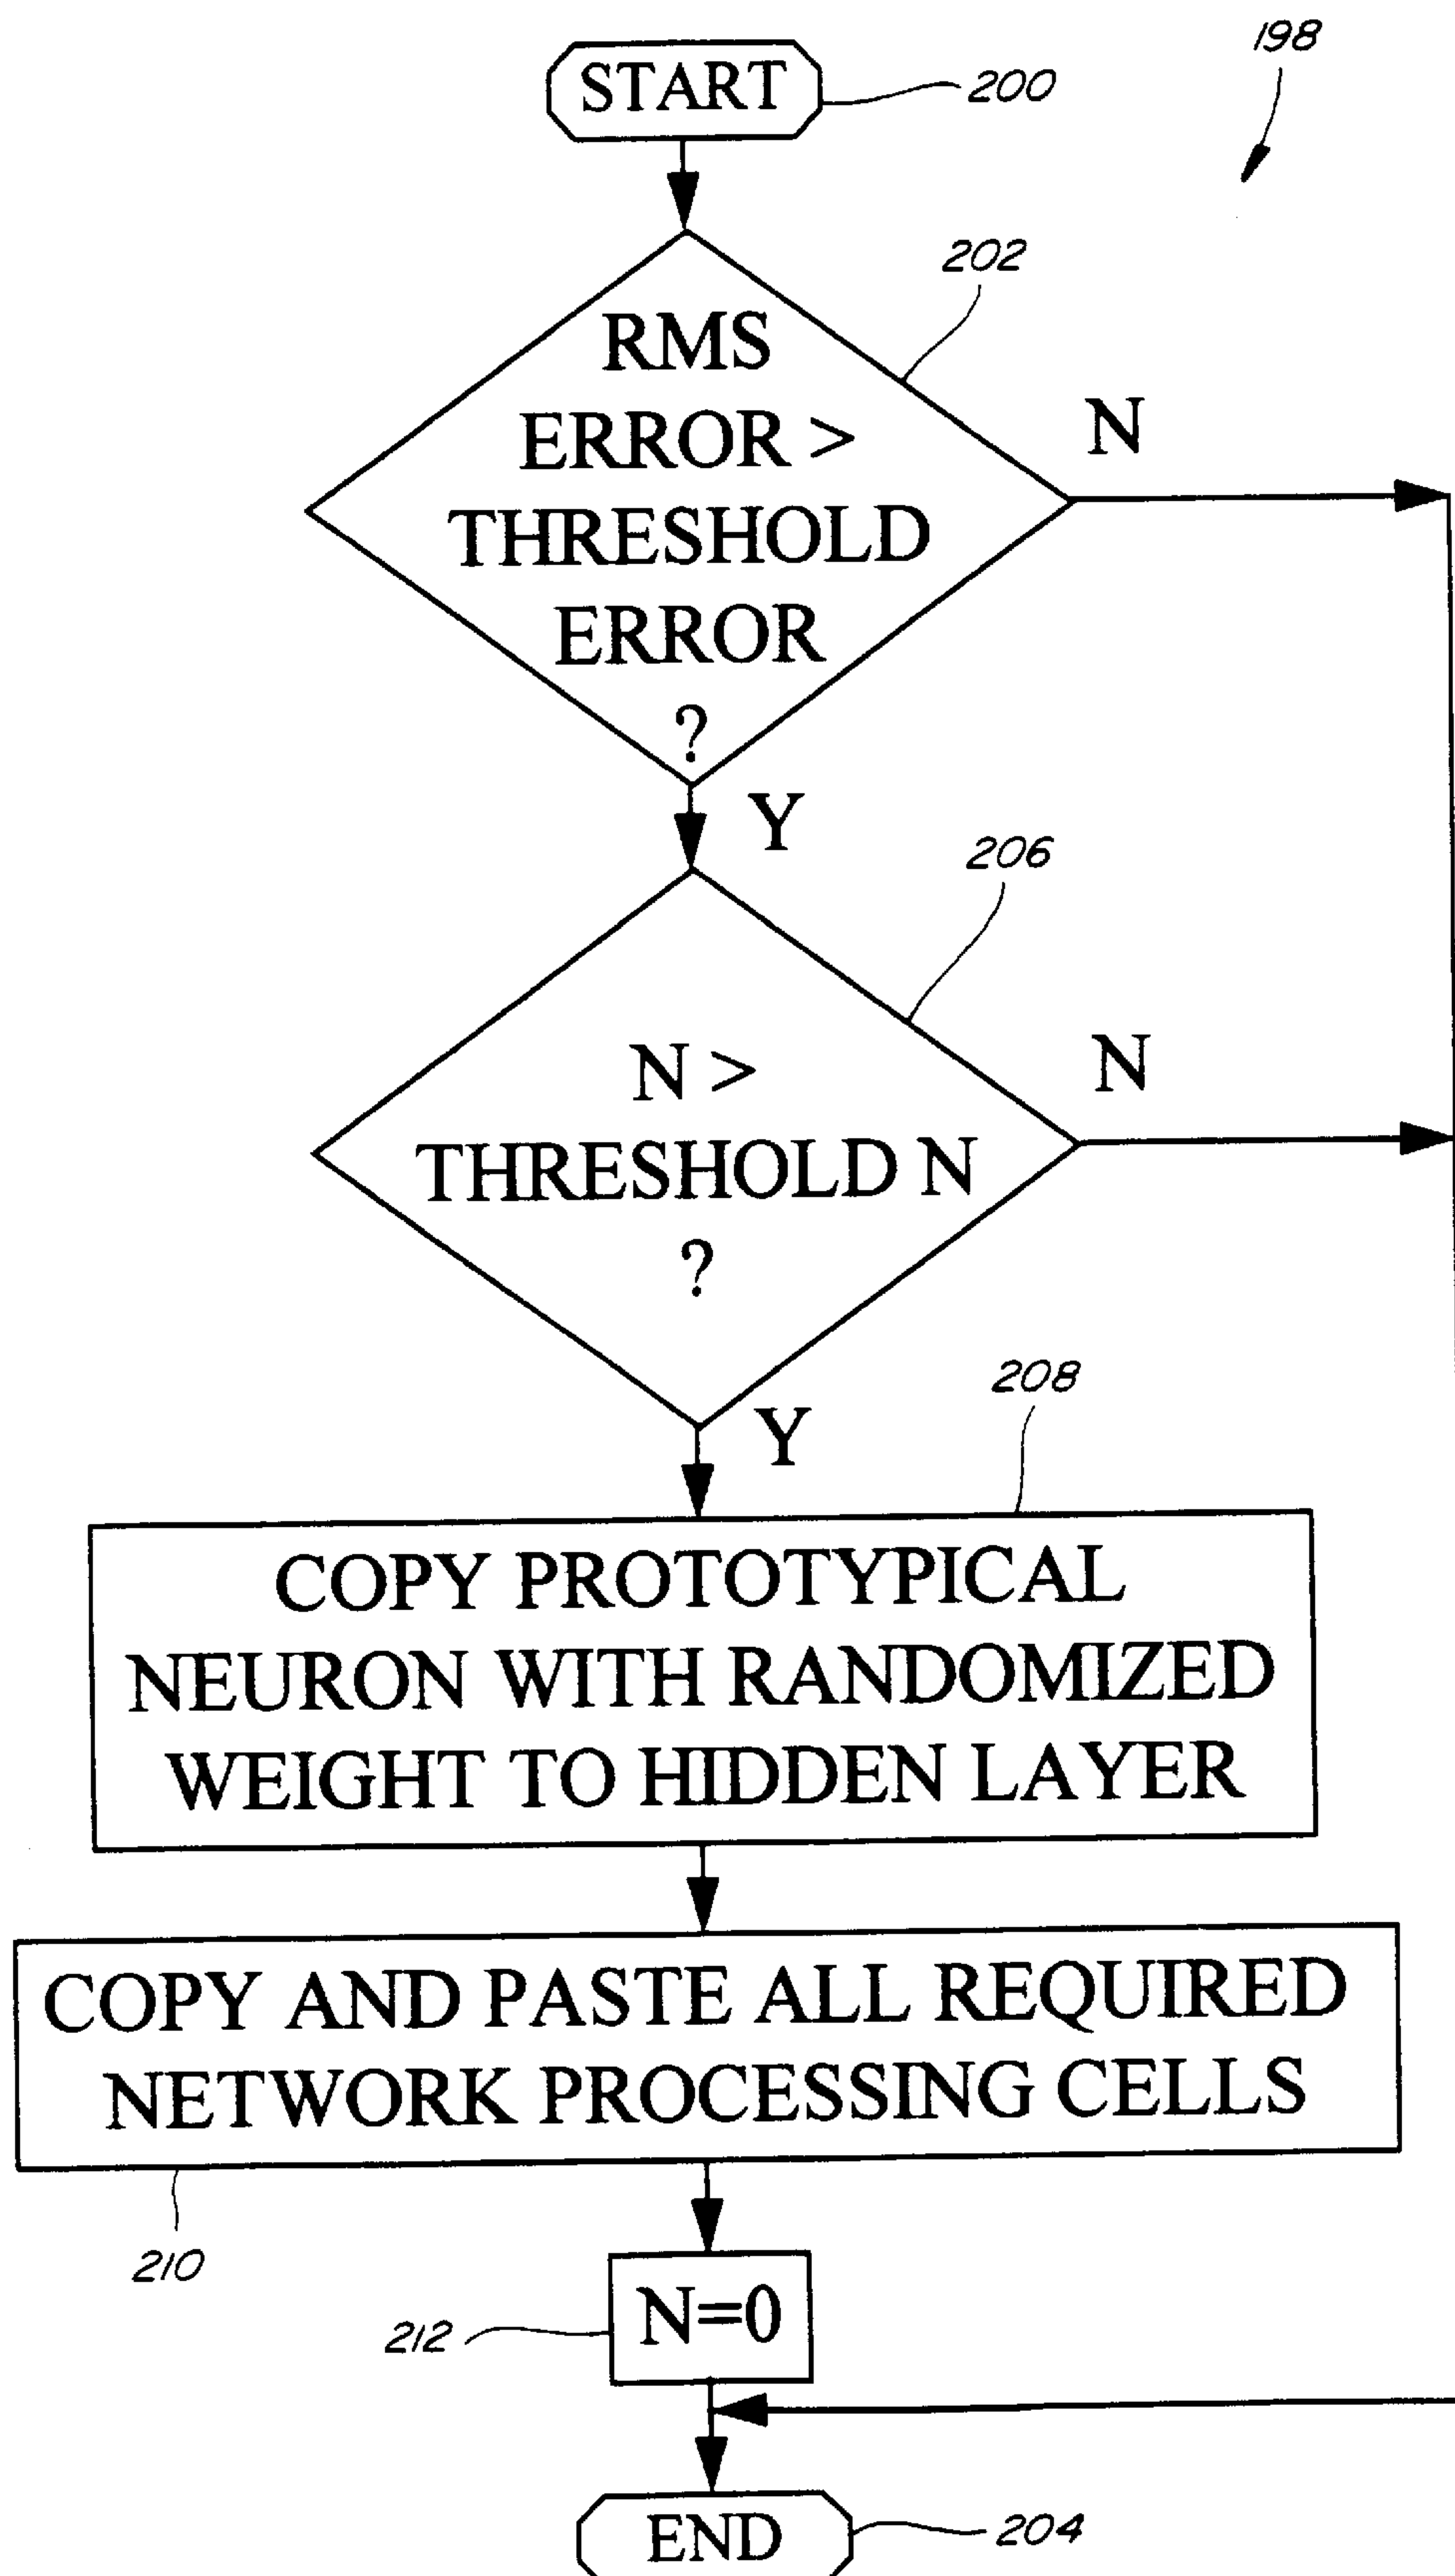 198
START
200
202
RMS
ERROR >
THRESHOLD
ERROR
?
N
Y
206
N >
THRESHOLD N
?
N
Y
208
COPY PROTOTYPICAL
NEURON WITH RANDOMIZED
WEIGHT TO HIDDEN LAYER
COPY AND PASTE ALL REQUIRED
NETWORK PROCESSING CELLS
210
N=0
212
END
204